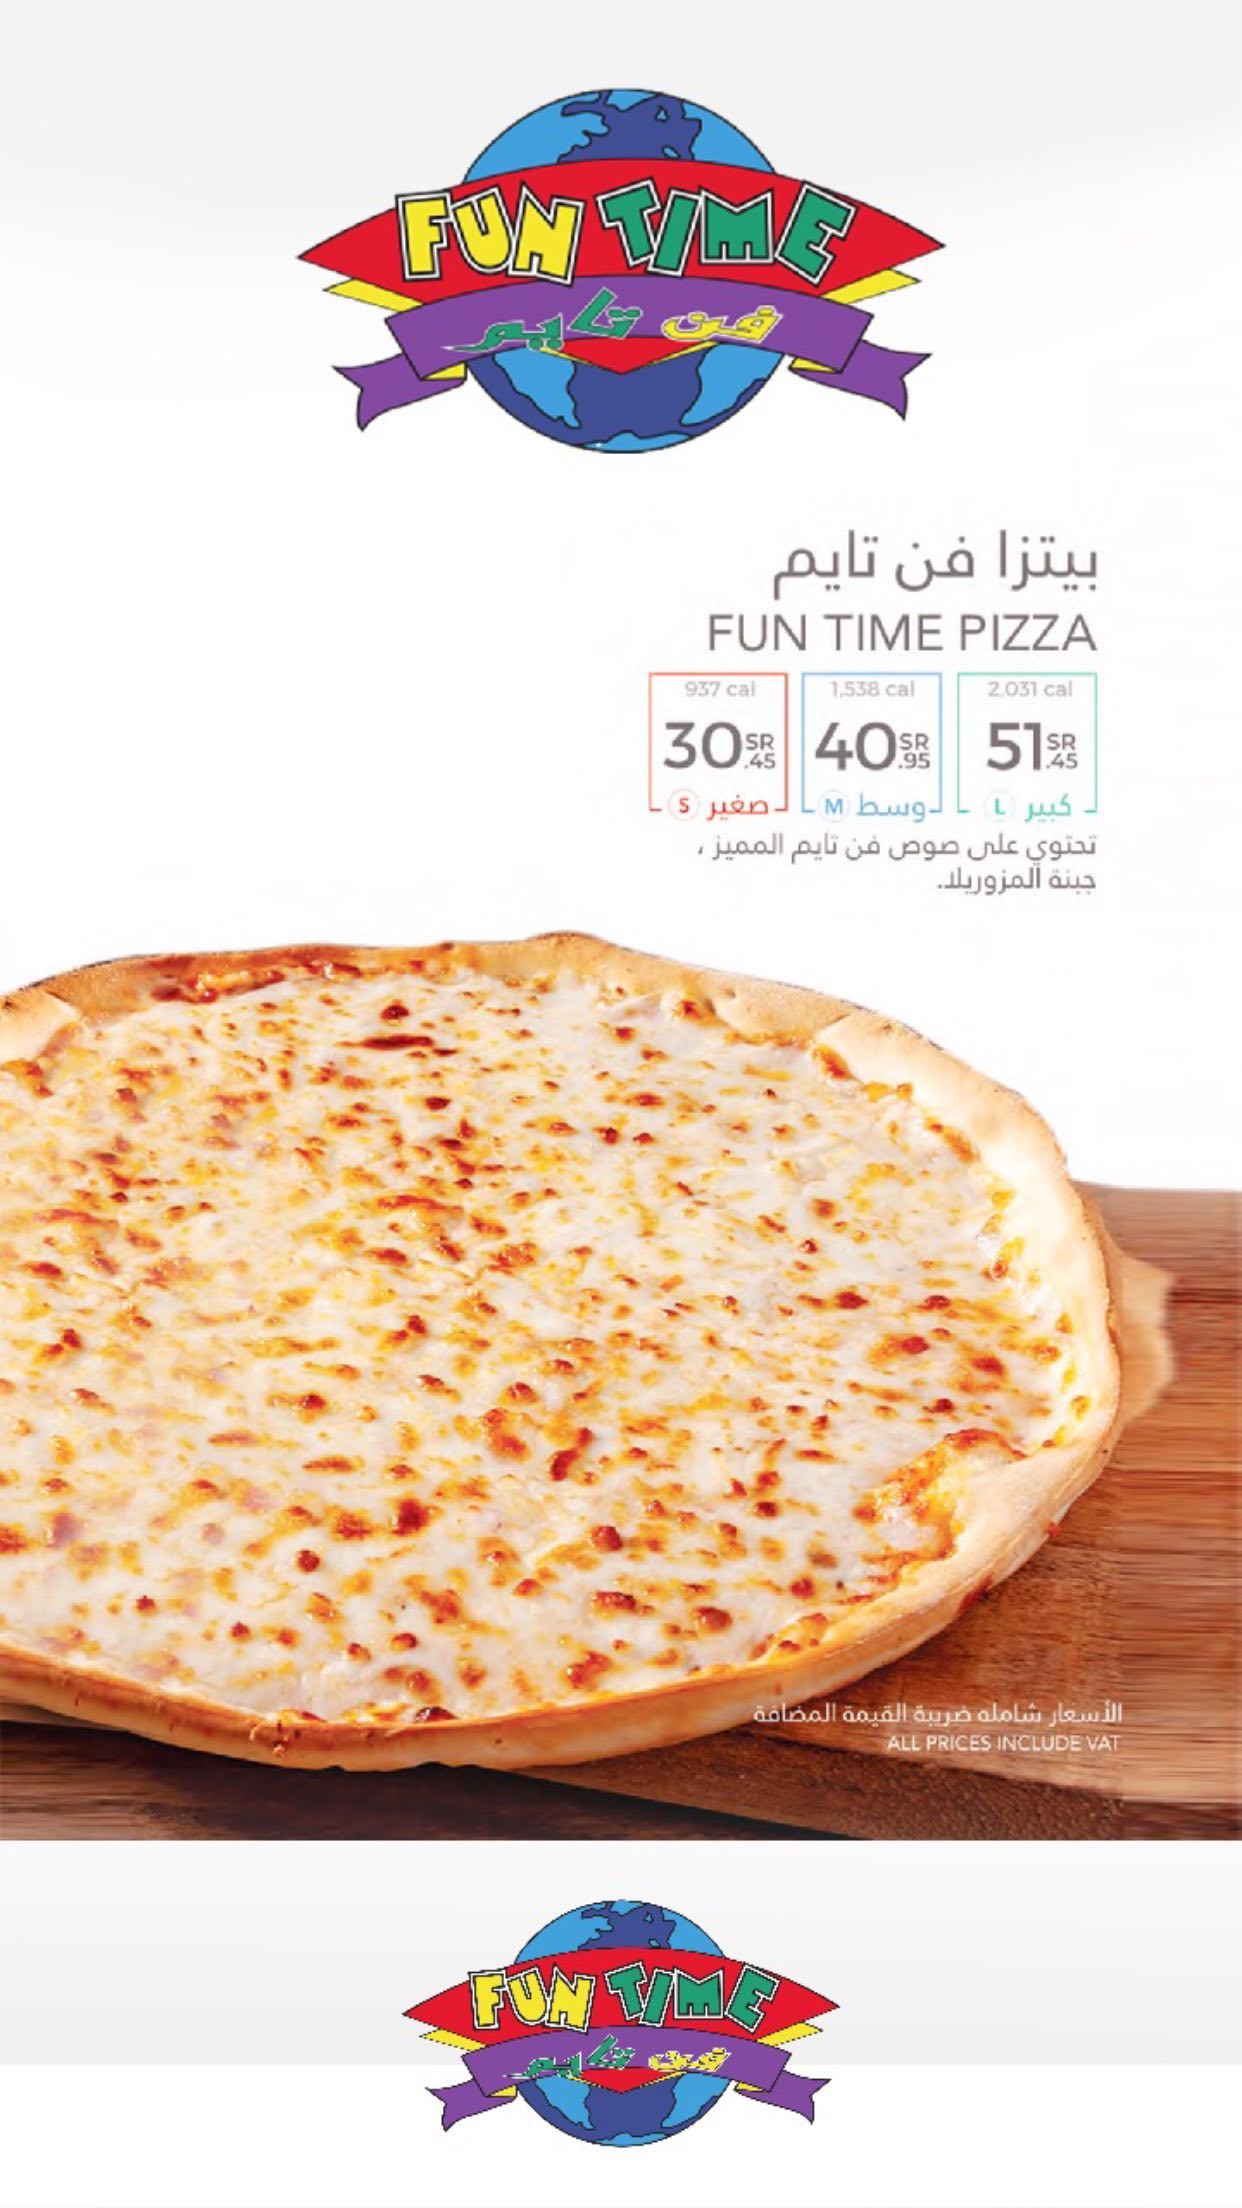 FUN TIME
فن تايم
بيتزا فن تايم
FUN TIME PIZZA
937 cal 1,538 cal 2,031 cal
30 SR .45 40 SR .95 51 SR .45
S صغير M وسط L كبير
تحتوي على صوص فن تايم المميز ،
جبنة المزوريلا.
الأسعار شامله ضريبة القيمة المضافة
ALL PRICES INCLUDE VAT
FUN TIME
فن تايم